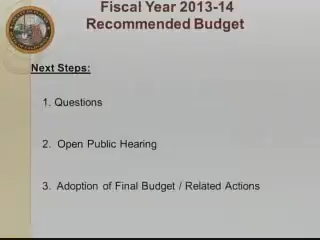 Fiscal Year 2013-14
Recommended Budget
Next Steps:
1. Questions
2. Open Public Hearing
3. Adoption of Final Budget / Related Actions